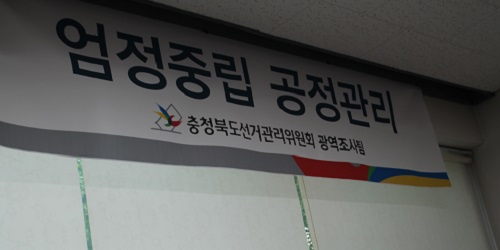 엄정중립 공정관리
충청북도선거관리위원회 광역조사팀